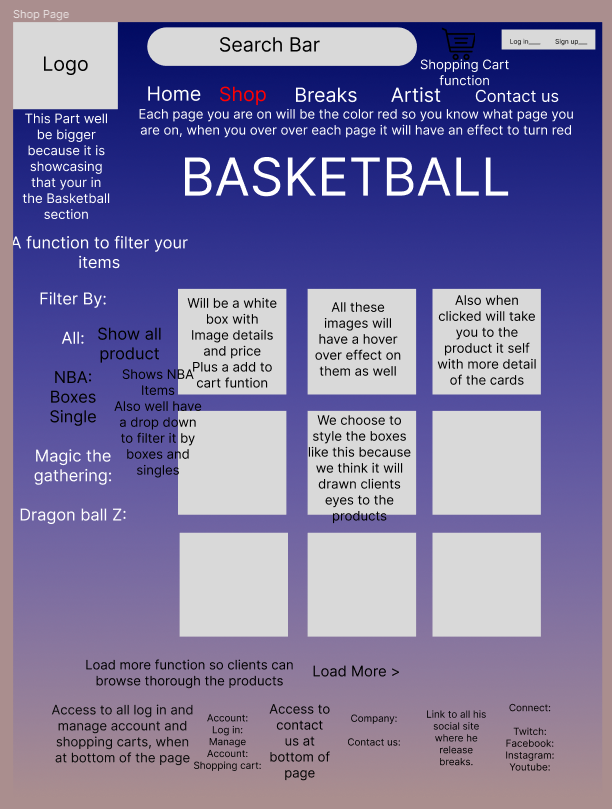 Shop Page
Search Bar
Log in___ Sign up___
Logo
Shopping Cart
function
Home Shop Breaks Artist Contact us
Each page you are on will be the color red so you know what page you
are on, when you over over each page it will have an effect to turn red
This Part well
be bigger
because it is
showcasing
that your in
the Basketball
section
BASKETBALL
A function to filter your
items
Filter By:
All:
Show all
product
NBA:
Boxes
Single
Shows NBA
Items
Also well have
a drop down
to filter it by
boxes and
singles
Magic the
gathering:
Dragon ball Z:
Will be a white
box with
Image details
and price
Plus a add to
cart funtion
All these
images will
have a hover
over effect on
them as well
Also when
clicked will take
you to the
product it self
with more detail
of the cards
We choose to
style the boxes
like this because
we think it will
drawn clients
eyes to the
products
Load more function so clients can
browse thorough the products
Load More >
Access to all log in and
manage account and
shopping carts, when
at bottom of the page
Account:
Log in:
Manage
Account:
Shopping cart:
Access to
contact
us at
bottom of
page
Company:
Contact us:
Link to all his
social site
where he
release
breaks.
Connect:
Twitch:
Facebook:
Instagram:
Youtube: